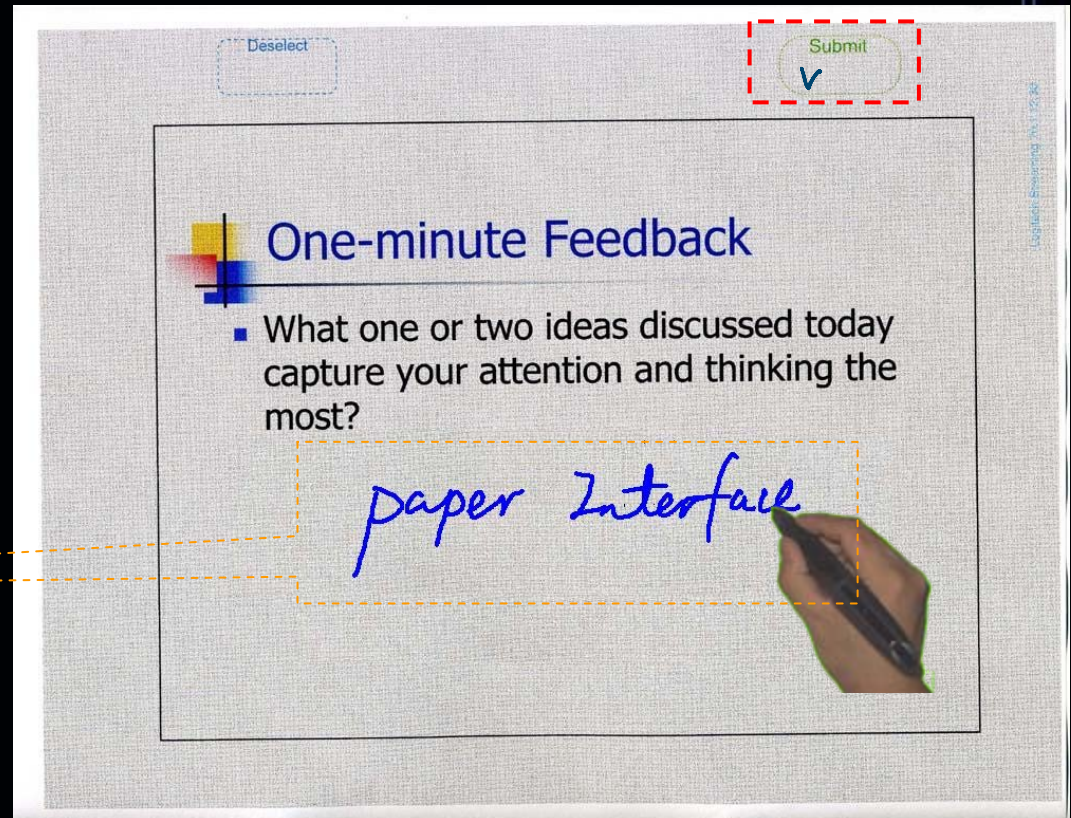 Deselect
Submit
V
One-minute Feedback
What one or two ideas discussed today
capture your attention and thinking the
most?
paper Interface